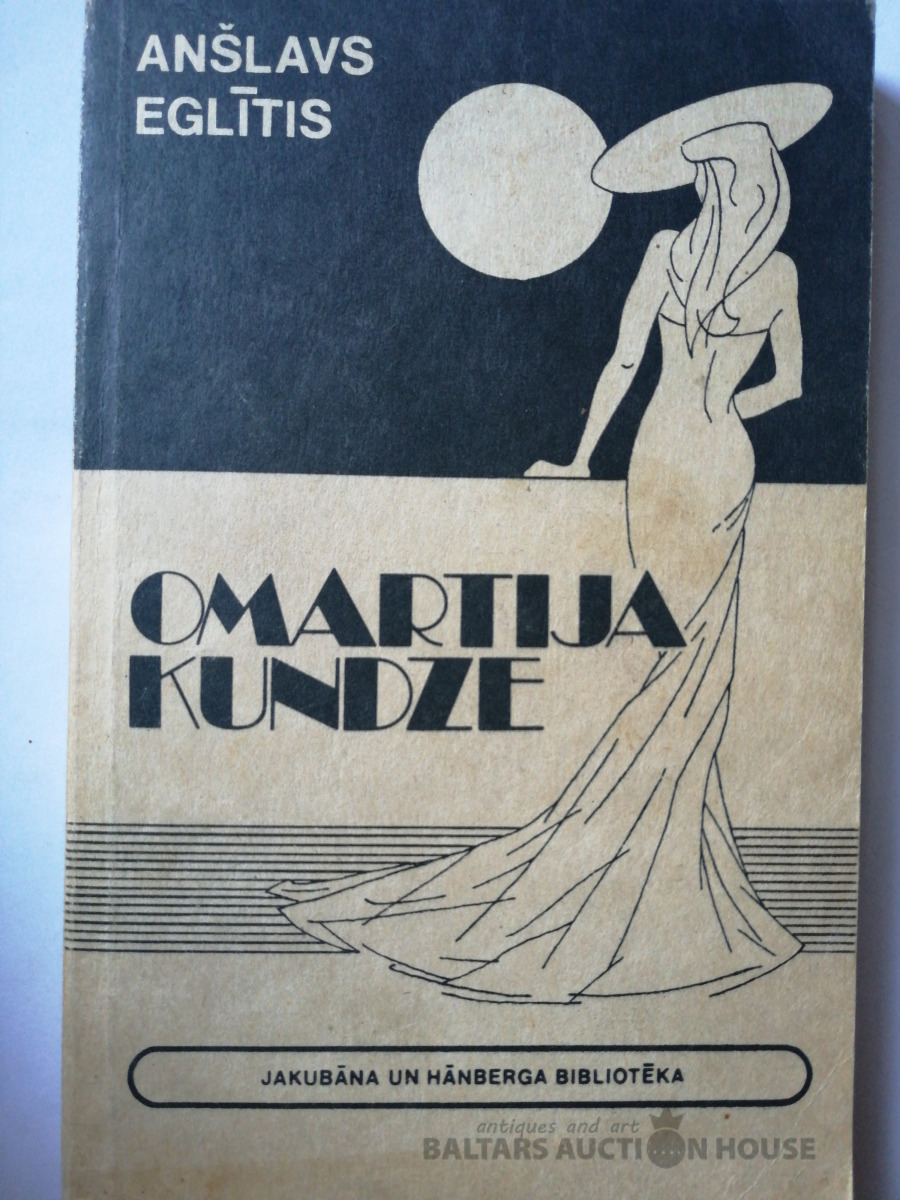 ANŠLAVS
EGLĪTIS
OMARTIJA
KUNDZE
JAKUBĀNA UN HĀNBERGA BIBLIOTĒKA
antiques and art
BALTARS AUCTION HOUSE